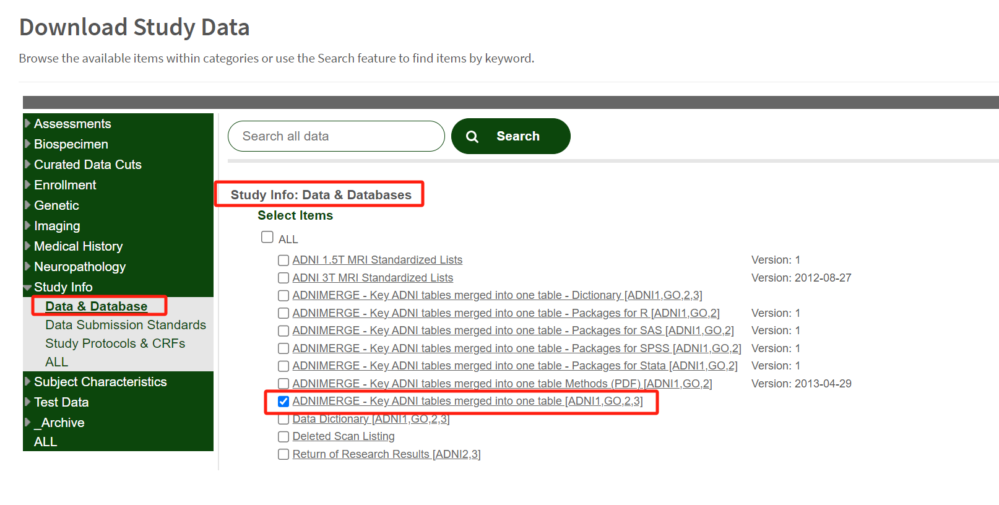 Download Study Data
Browse the available items within categories or use the Search feature to find items by keyword.
Assessments
Biospecimen
Curated Data Cuts
Enrollment
Genetic
Imaging
Medical History
Neuropathology
Study Info
Data & Database
Data Submission Standards
Study Protocols & CRFs
ALL
Subject Characteristics
Test Data
_Archive
ALL
Search all data
Search
Study Info: Data & Databases
Select Items
ALL
ADNI 1.5T MRI Standardized Lists Version: 1
ADNI 3T MRI Standardized Lists Version: 2012-08-27
ADNIMERGE - Key ADNI tables merged into one table - Dictionary [ADNI1,GO,2,3]
ADNIMERGE - Key ADNI tables merged into one table - Packages for R [ADNI1,GO,2] Version: 1
ADNIMERGE - Key ADNI tables merged into one table - Packages for SAS [ADNI1,GO,2] Version: 1
ADNIMERGE - Key ADNI tables merged into one table - Packages for SPSS [ADNI1,GO,2] Version: 1
ADNIMERGE - Key ADNI tables merged into one table - Packages for Stata [ADNI1,GO,2] Version: 1
ADNIMERGE - Key ADNI tables merged into one table Methods (PDF) [ADNI1,GO,2] Version: 2013-04-29
ADNIMERGE - Key ADNI tables merged into one table [ADNI1,GO,2,3]
Data Dictionary [ADNI1,GO,2,3]
Deleted Scan Listing
Return of Research Results [ADNI2,3]